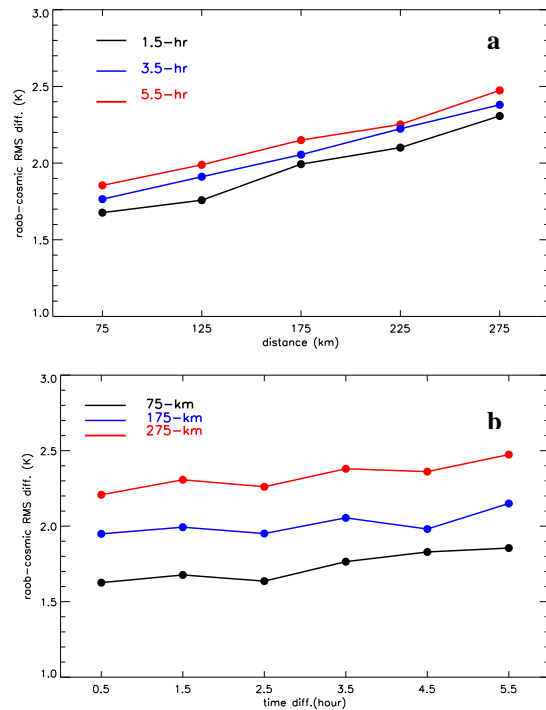 3.0
a
1.5-hr
3.5-hr
5.5-hr
2.5
2.0
1.5
1.0
raob-cosmic RMS diff. (K)
75 125 175 225 275
distance (km)
3.0
75-km
175-km
275-km
b
2.5
2.0
1.5
1.0
raob-cosmic RMS diff. (K)
0.5 1.5 2.5 3.5 4.5 5.5
time diff.(hour)